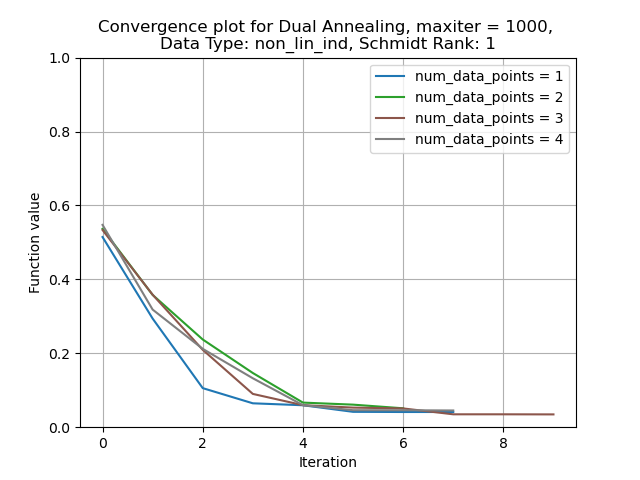 Convergence plot for Dual Annealing, maxiter = 1000,
Data Type: non_lin_ind, Schmidt Rank: 1
num_data_points = 1
num_data_points = 2
num_data_points = 3
num_data_points = 4
Function value
1.0
0.8
0.6
0.4
0.2
0.0
0 2 4 6 8
Iteration